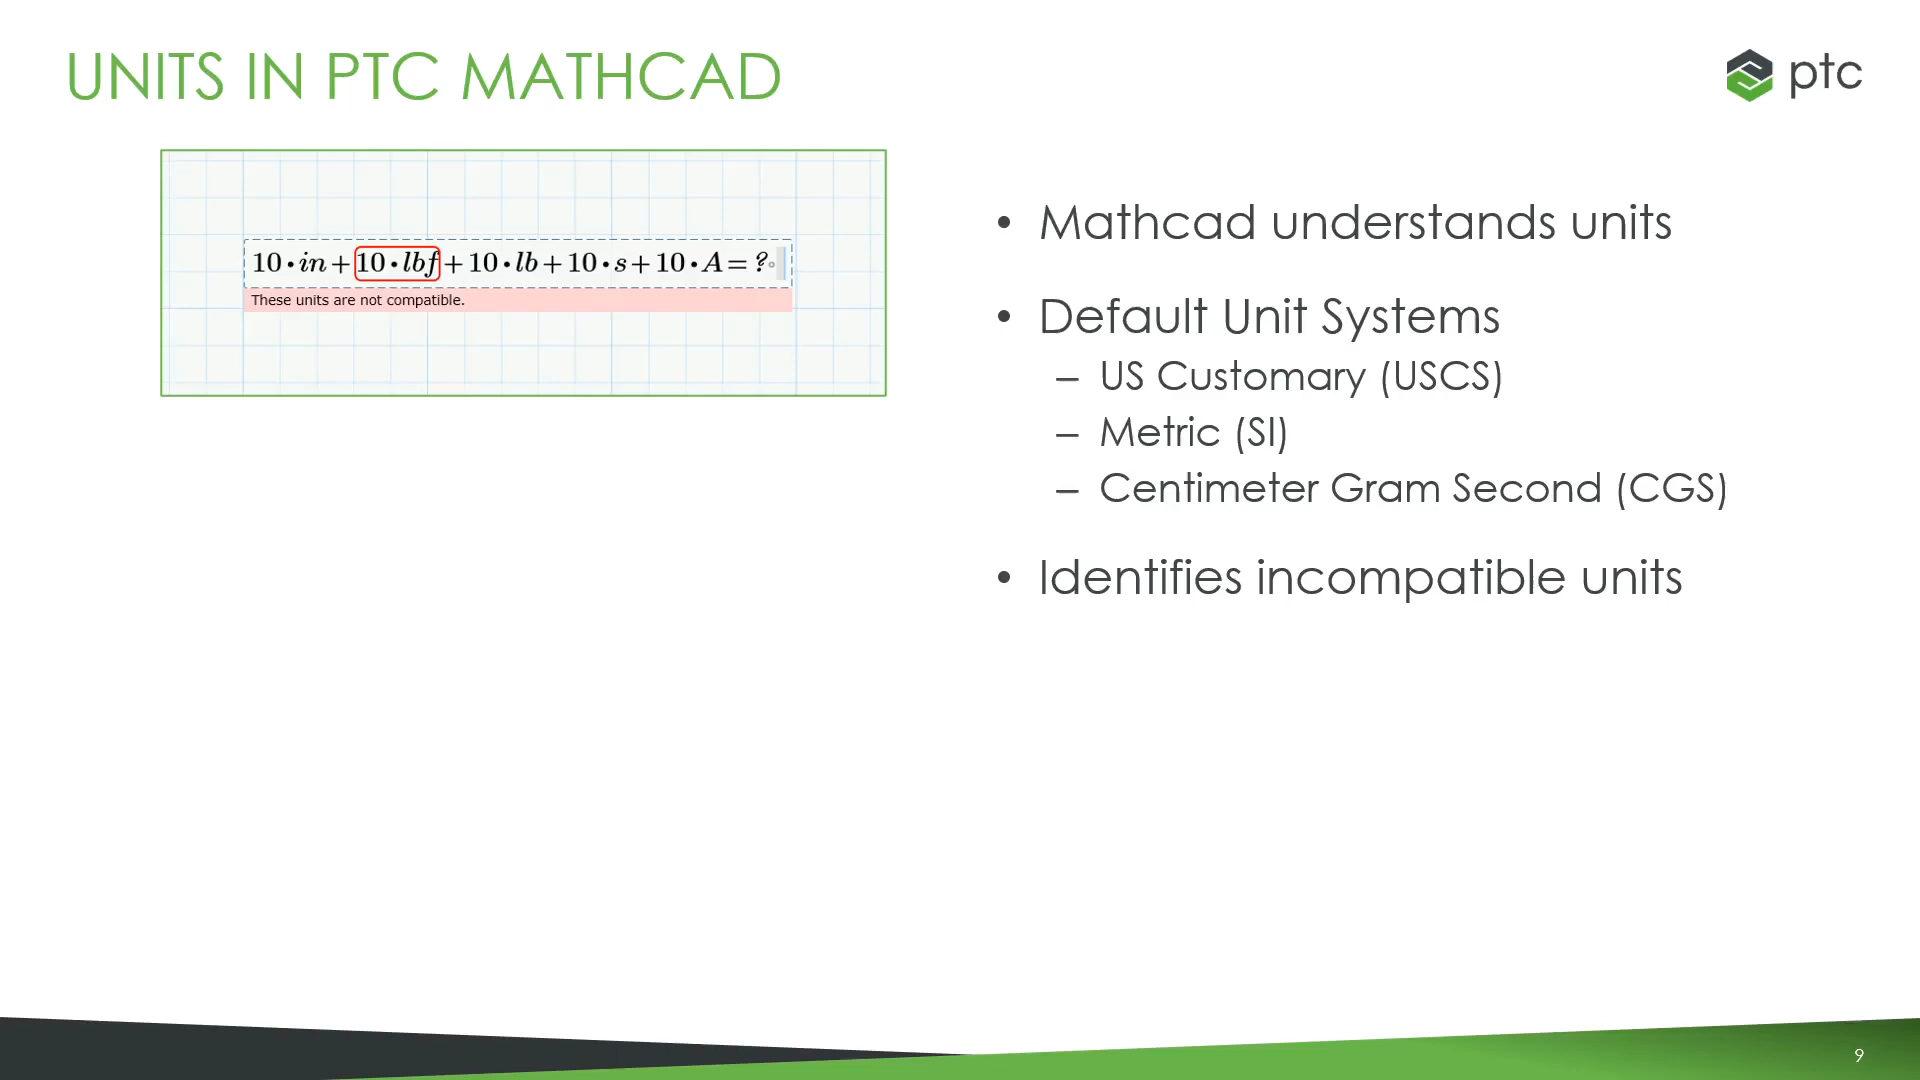 UNITS IN PTC MATHCAD
ptc
10·in+10·lbf+10·lb+10·s+10·A=?
These units are not compatible.
• Mathcad understands units
• Default Unit Systems
– US Customary (USCS)
– Metric (SI)
– Centimeter Gram Second (CGS)
• Identifies incompatible units
9